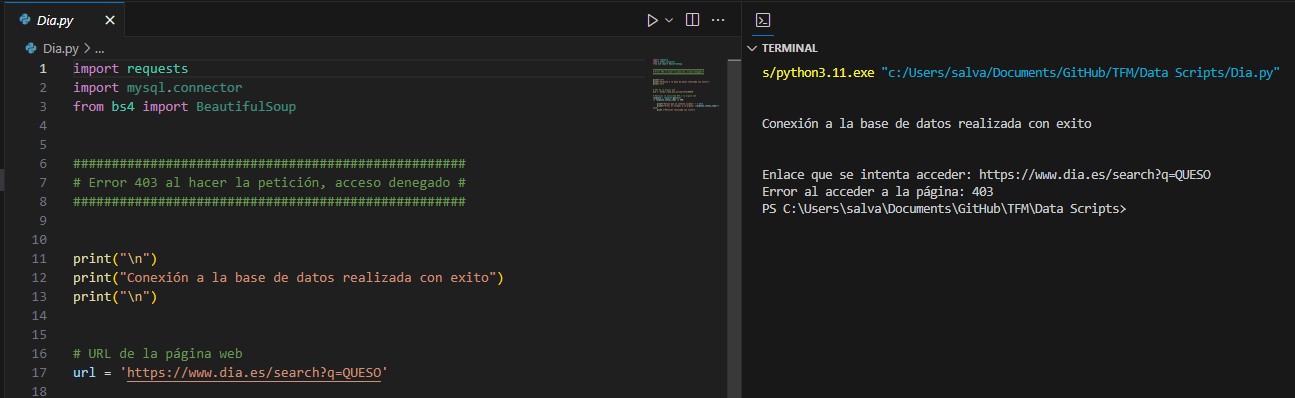 Dia.py
Dia.py > ...
1 import requests
2 import mysql.connector
3 from bs4 import BeautifulSoup
4
5
6 ###################################################
7 # Error 403 al hacer la petición, acceso denegado #
8 ###################################################
9
10
11 print("\n")
12 print("Conexión a la base de datos realizada con exito")
13 print("\n")
14
15
16 # URL de la página web
17 url = 'https://www.dia.es/search?q=QUESO'
18
TERMINAL
s/python3.11.exe "c:/Users/salva/Documents/GitHub/TFM/Data Scripts/Dia.py"
Conexión a la base de datos realizada con exito
Enlace que se intenta acceder: https://www.dia.es/search?q=QUESO
Error al acceder a la página: 403
PS C:\Users\salva\Documents\GitHub\TFM\Data Scripts>